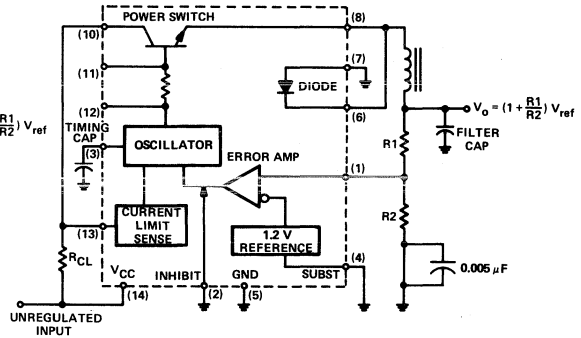 POWER SWITCH
(10)
(8)
(11)
(7)
DIODE
(12)
(6)
R1
R2
) Vref
Vo = (1 + R1
R2
) Vref
TIMING
CAP
(3)
OSCILLATOR
ERROR AMP
(1)
R1
FILTER
CAP
CURRENT
LIMIT
SENSE
(13)
1.2 V
REFERENCE
R2
(4)
RCL
VCC
INHIBIT
GND
SUBST
0.005 μF
(14)
(2)
(5)
UNREGULATED
INPUT